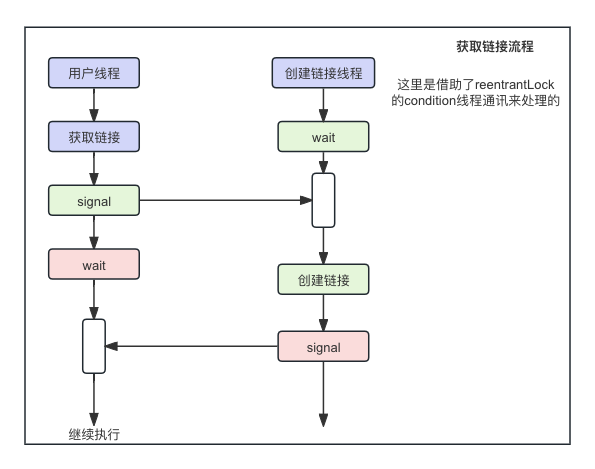 获取链接流程
这里是借助了reentrantLock
的condition线程通讯来处理的
用户线程
创建链接线程
获取链接
wait
signal
wait
创建链接
signal
继续执行